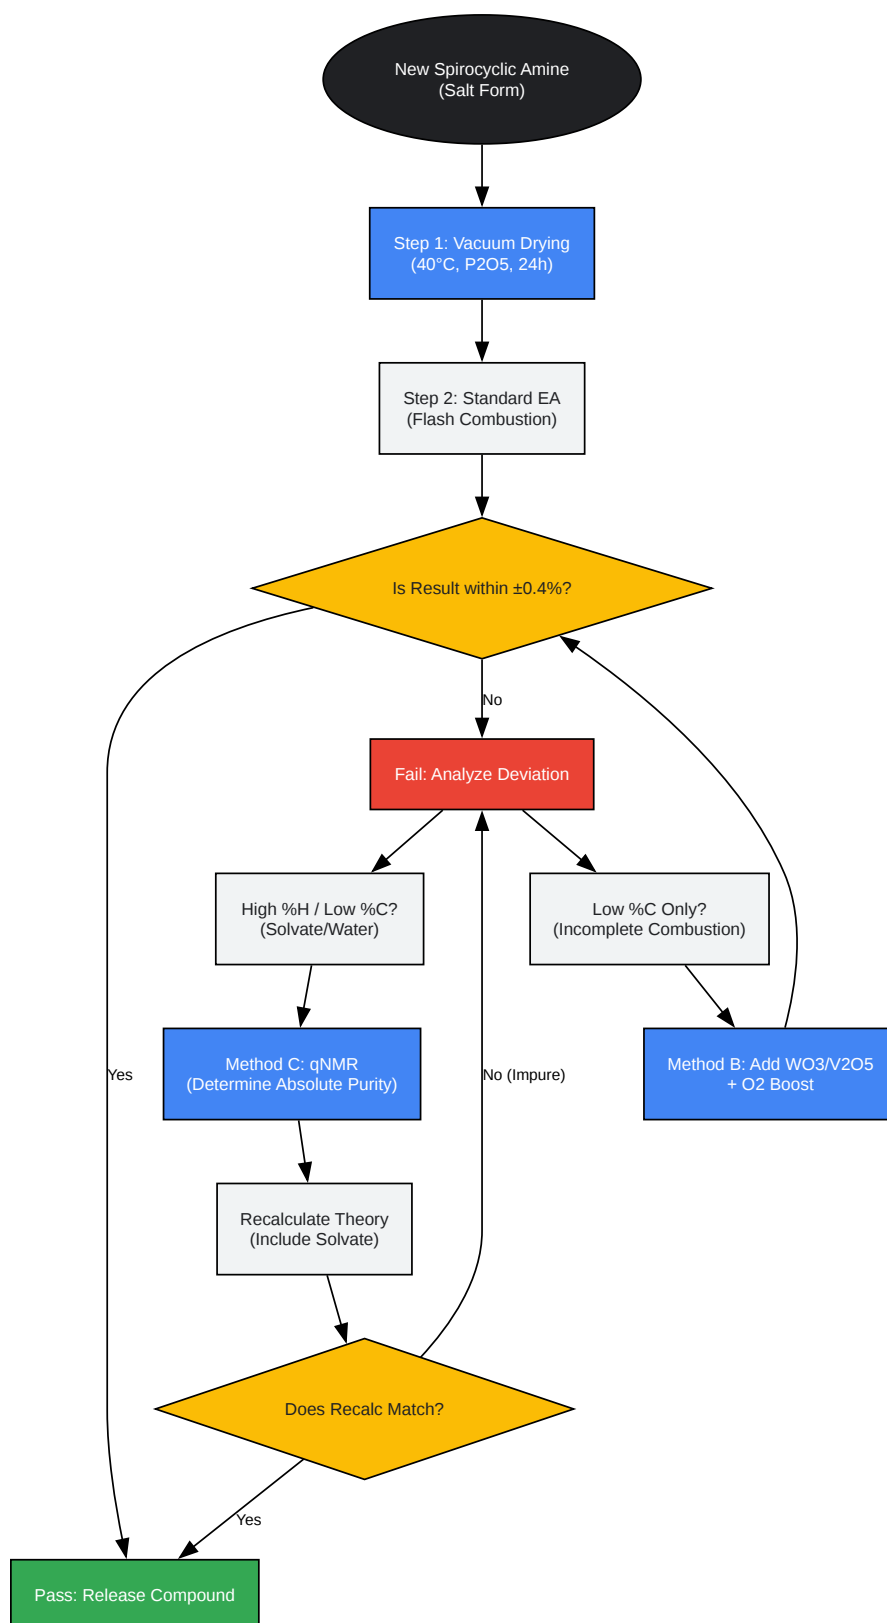 New Spirocyclic Amine
(Salt Form)
Step 1: Vacuum Drying
(40°C, P2O5, 24h)
Step 2: Standard EA
(Flash Combustion)
Is Result within ±0.4%?
No
Fail: Analyze Deviation
High %H / Low %C?
(Solvate/Water)
Low %C Only?
(Incomplete Combustion)
Method C: qNMR
(Determine Absolute Purity)
Method B: Add WO3/V2O5
+ O2 Boost
Yes
No (Impure)
Recalculate Theory
(Include Solvate)
Does Recalc Match?
Yes
Pass: Release Compound